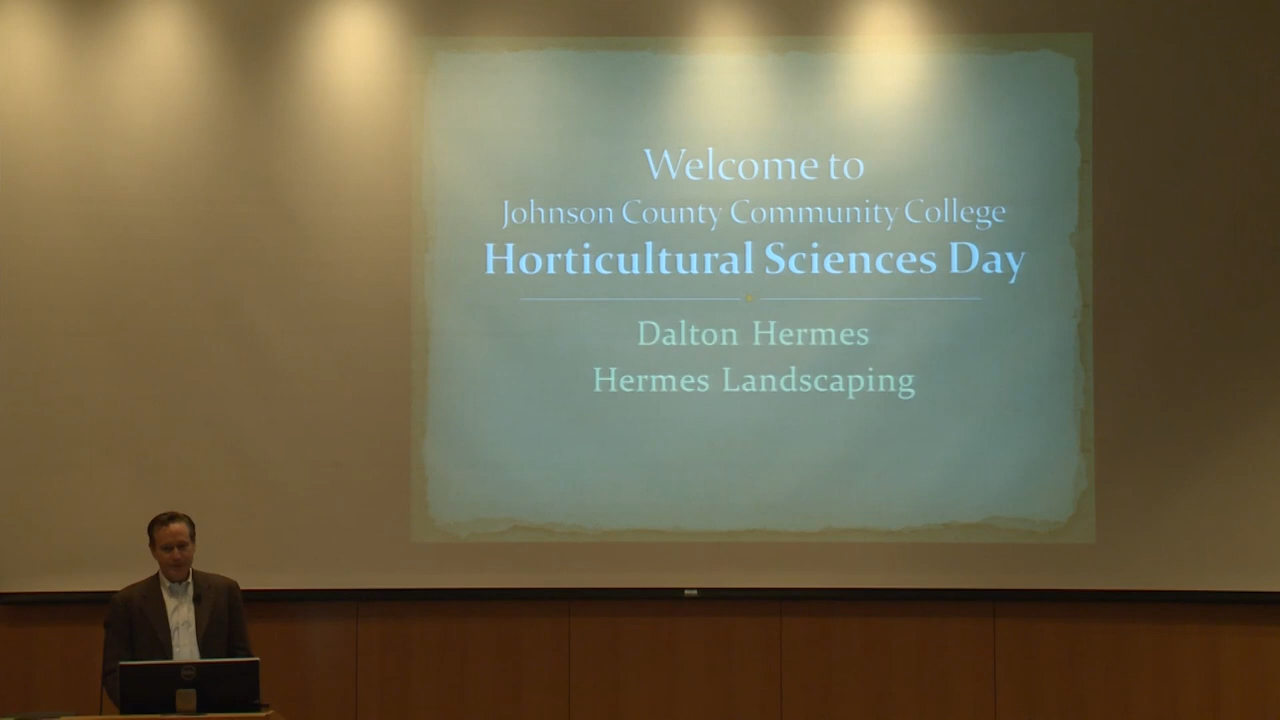 Welcome to
Johnson County Community College
Horticultural Sciences Day
Dalton Hermes
Hermes Landscaping